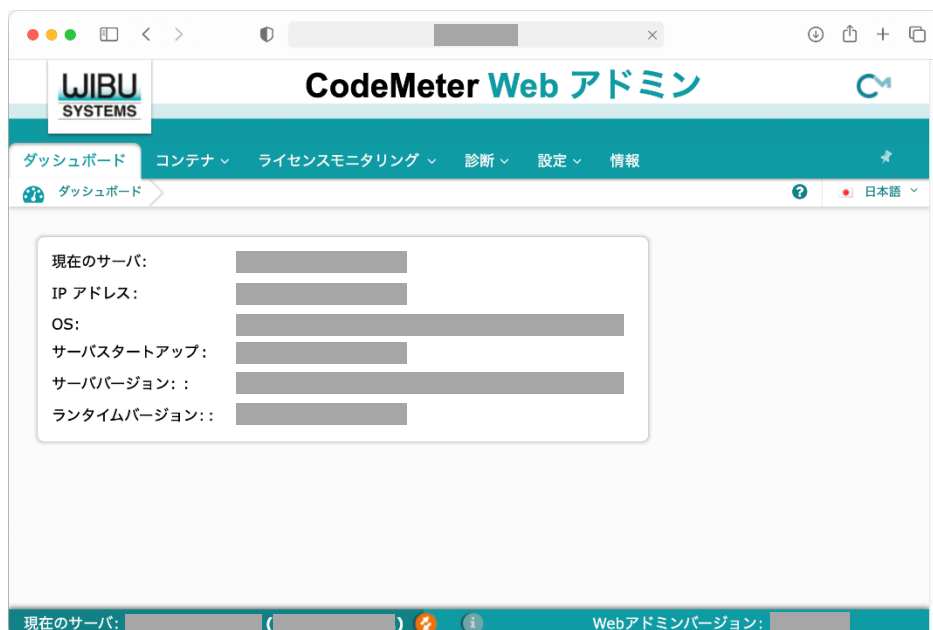 WIBU
SYSTEMS
CodeMeter Web アドミン
ダッシュボード コンテナ ライセンスモニタリング 診断 設定 情報
ダッシュボード ? 日本語
現在のサーバ:
IP アドレス:
OS:
サーバスタートアップ:
サーババージョン: :
ランタイムバージョン: :
現在のサーバ: ( ) i Webアドミンバージョン: